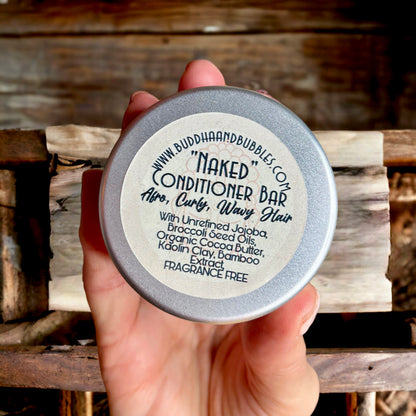 WWW.BUDDHAANDBUBBLES.COM
"NAKED"
CONDITIONER BAR
Afro, Curly, Wavy Hair
With Unrefined Jojoba,
Broccoli Seed Oils,
Organic Cocoa Butter,
Kaolin Clay, Bamboo
Extract
FRAGRANCE FREE